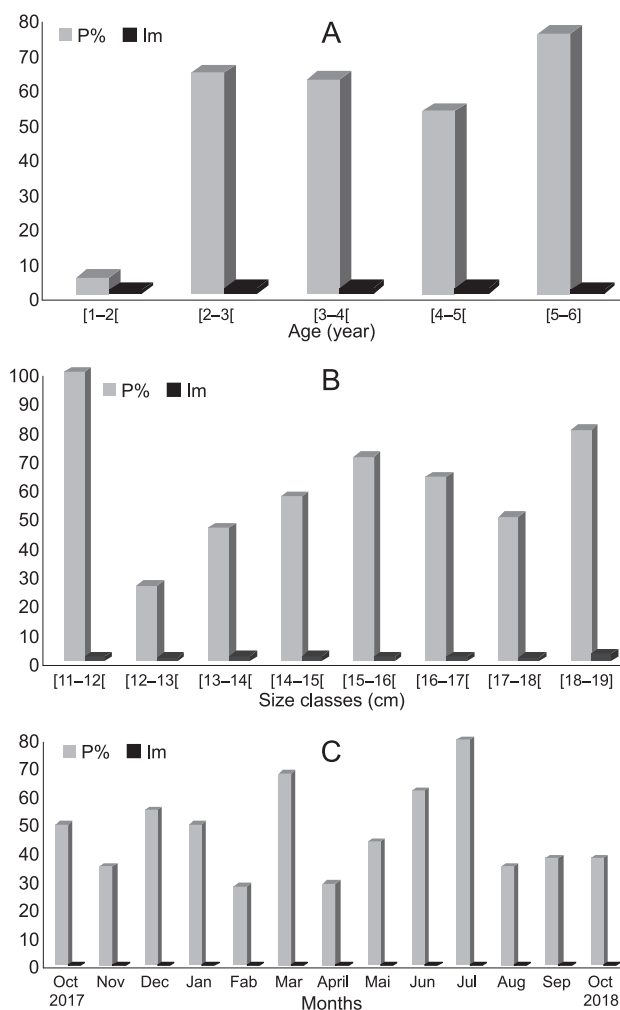 80
70
60
50
40
30
20
10
0
P% Im
A
[1–2[ [2–3[ [3–4[ [4–5[ [5–6]
Age (year)
100
90
80
70
60
50
40
30
20
10
0
P% Im
B
[11–12[ [12–13[ [13–14[ [14–15[ [15–16[ [16–17[ [17–18[ [18–19]
Size classes (cm)
80
70
60
50
40
30
20
10
0
P% Im
C
Oct Nov Dec Jan Fab Mar April Mai Jun Jul Aug Sep Oct
2017 2018
Months